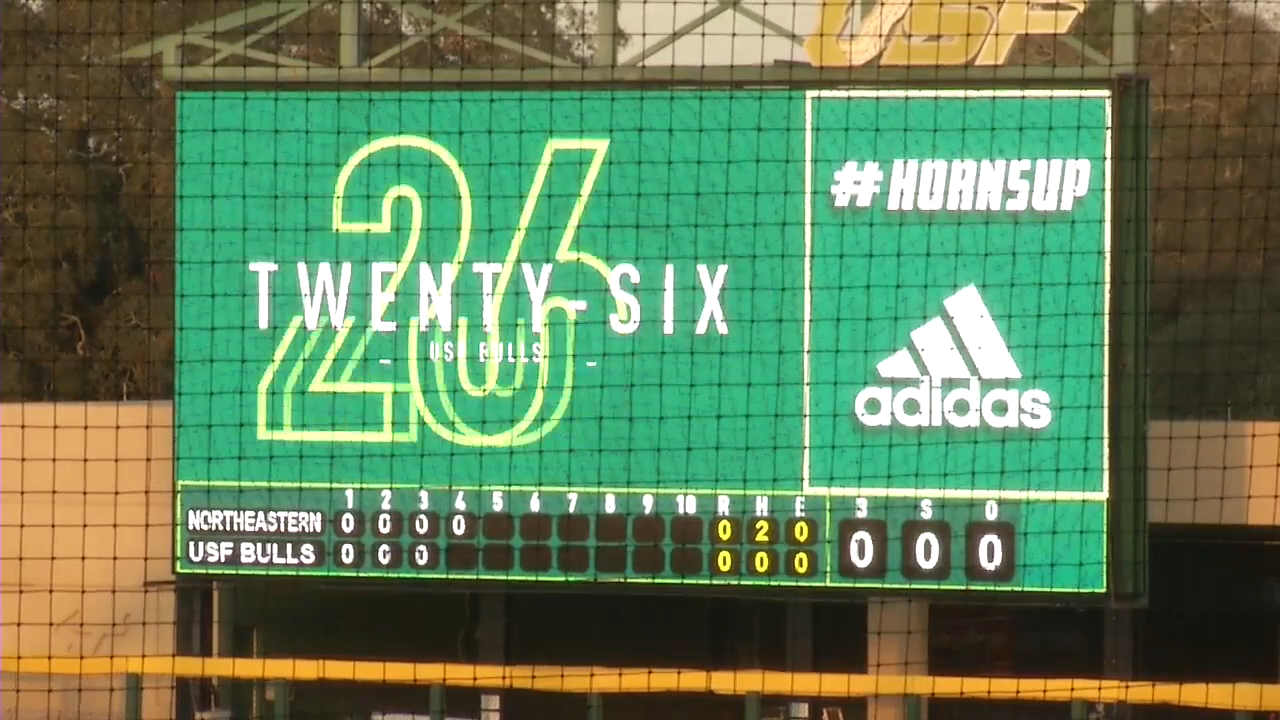 USF
26
TWENTY-SIX
USF BULLS
#HORNSUP
adidas
1 2 3 4 5 6 7 8 9 10 R H E B S O
NORTHEASTERN 0 0 0 0 0 2 0
USF BULLS 0 0 0 0 0 0 0 0 0